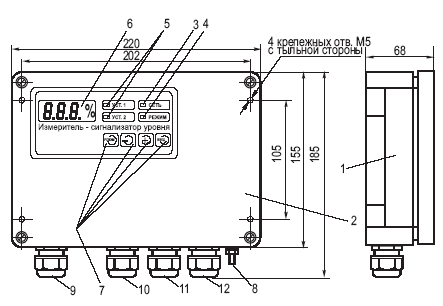 6 5 3 4
220
202
4 крепежных отв. М5
с тыльной стороны
68
8.8.8. %
УСТ. 1
СЕТЬ
УСТ. 2
РЕЖИМ
Измеритель - сигнализатор уровня
105
155
185
1
2
9 7 10 11 12 8